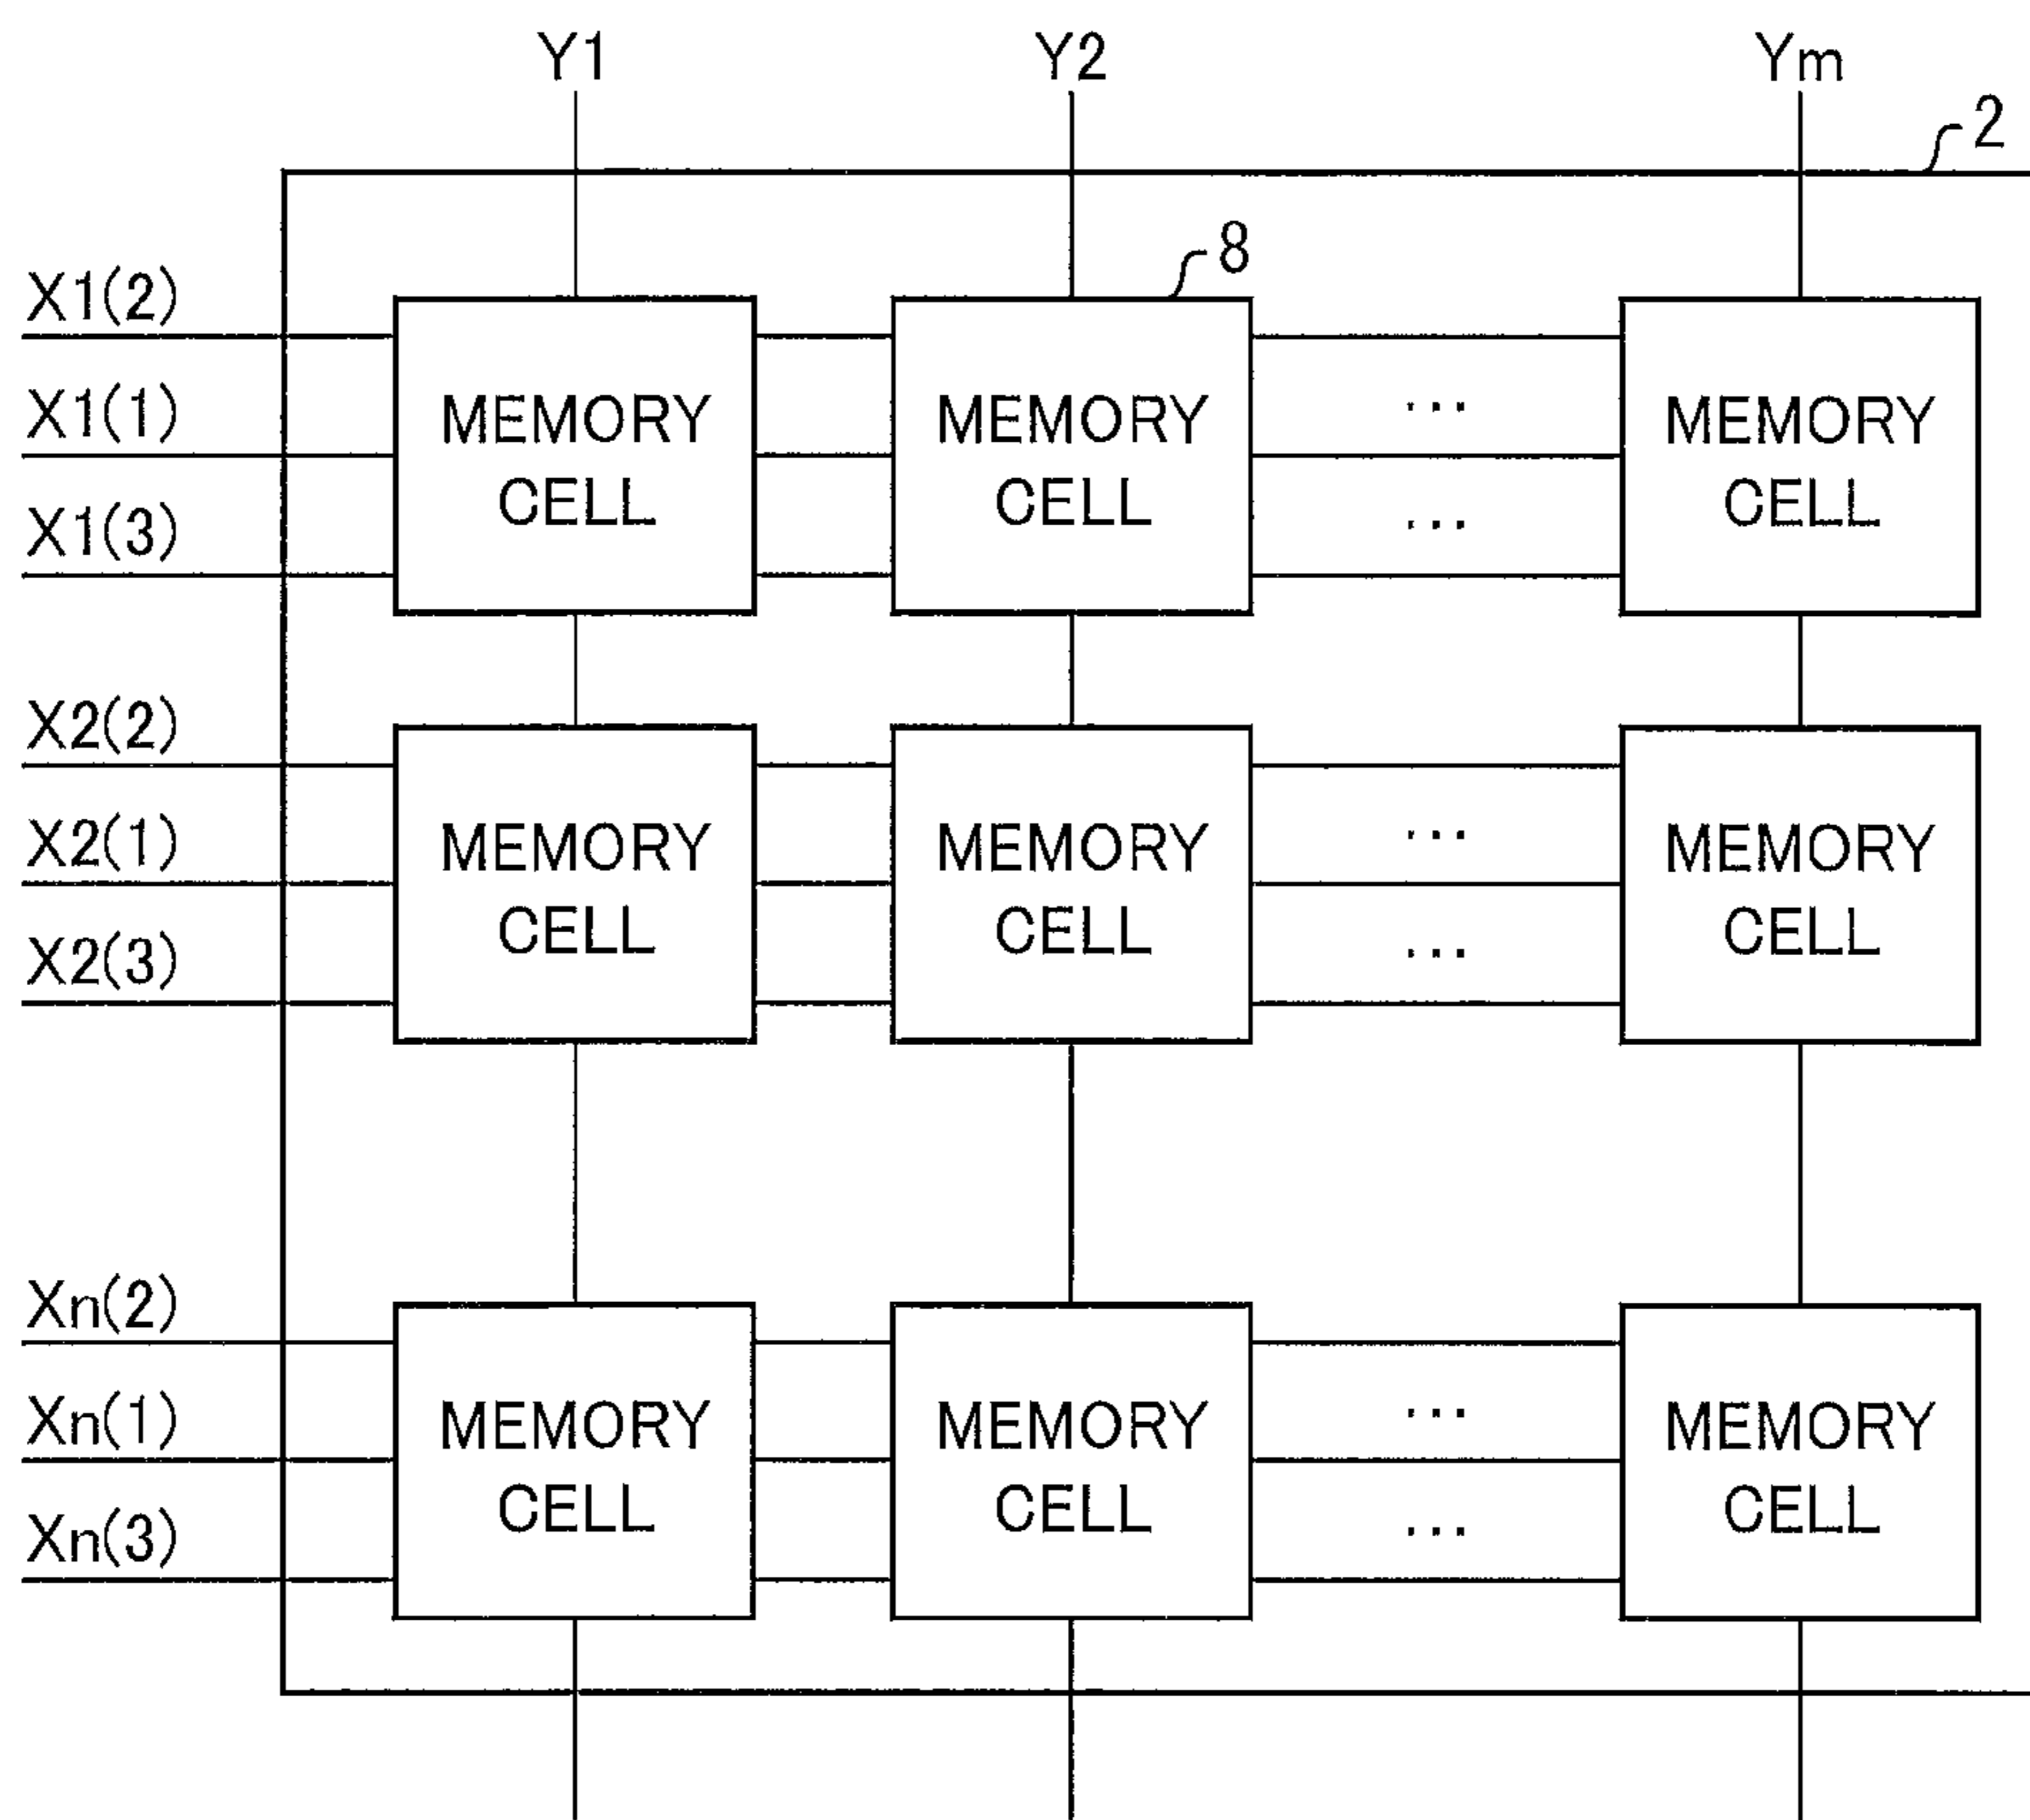 Y1 Y2 Ym
2
8
X1(2)
X1(1)
X1(3)
MEMORY CELL
MEMORY CELL
...
...
MEMORY CELL
X2(2)
X2(1)
X2(3)
MEMORY CELL
MEMORY CELL
...
...
MEMORY CELL
Xn(2)
Xn(1)
Xn(3)
MEMORY CELL
MEMORY CELL
...
...
MEMORY CELL